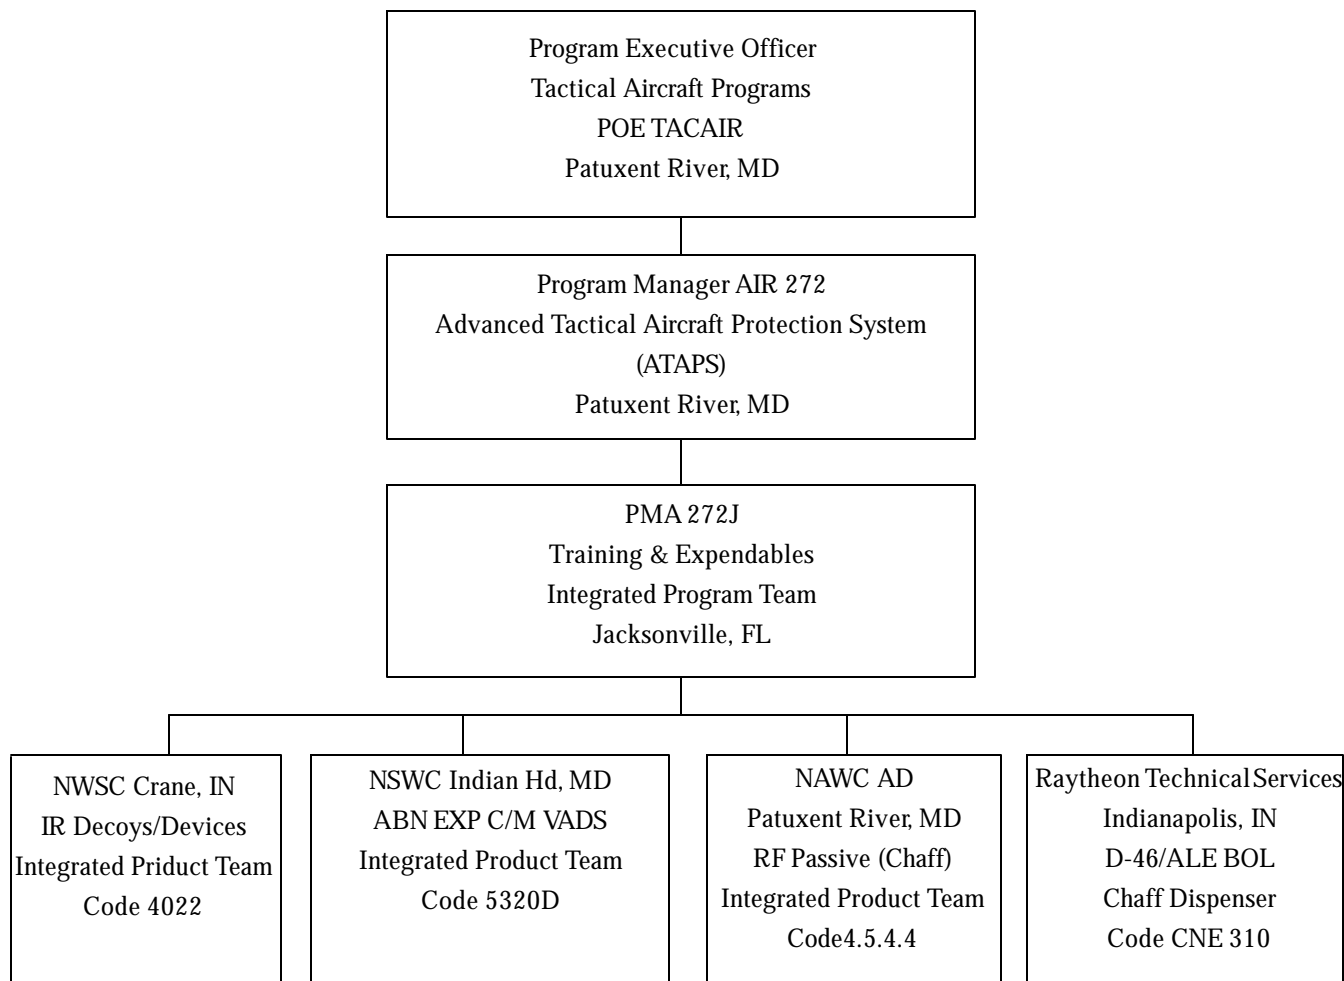 Program Executive Officer
Tactical Aircraft Programs
POE TACAIR
Patuxent River, MD
Program Manager AIR 272
Advanced Tactical Aircraft Protection System
(ATAPS)
Patuxent River, MD
PMA 272J
Training & Expendables
Integrated Program Team
Jacksonville, FL
NWSC Crane, IN
IR Decoys/Devices
Integrated Priduct Team
Code 4022
NSWC Indian Hd, MD
ABN EXP C/M VADS
Integrated Product Team
Code 5320D
NAWC AD
Patuxent River, MD
RF Passive (Chaff)
Integrated Product Team
Code4.5.4.4
Raytheon Technical Services
Indianapolis, IN
D-46/ALE BOL
Chaff Dispenser
Code CNE 310